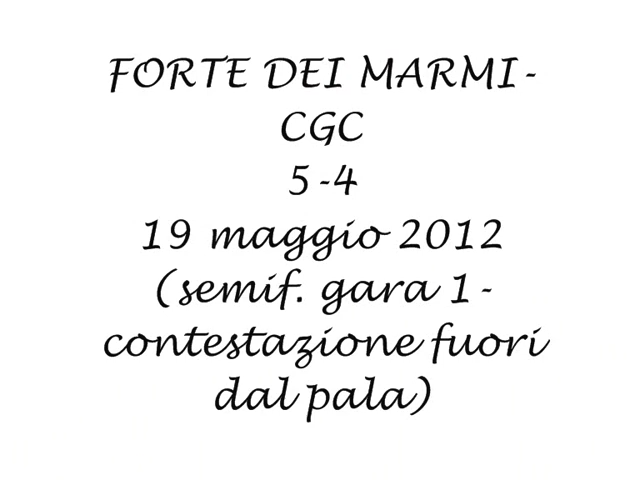 FORTE DEI MARMI-
CGC
5-4
19 maggio 2012
(semif. gara 1-
contestazione fuori
dal pala)